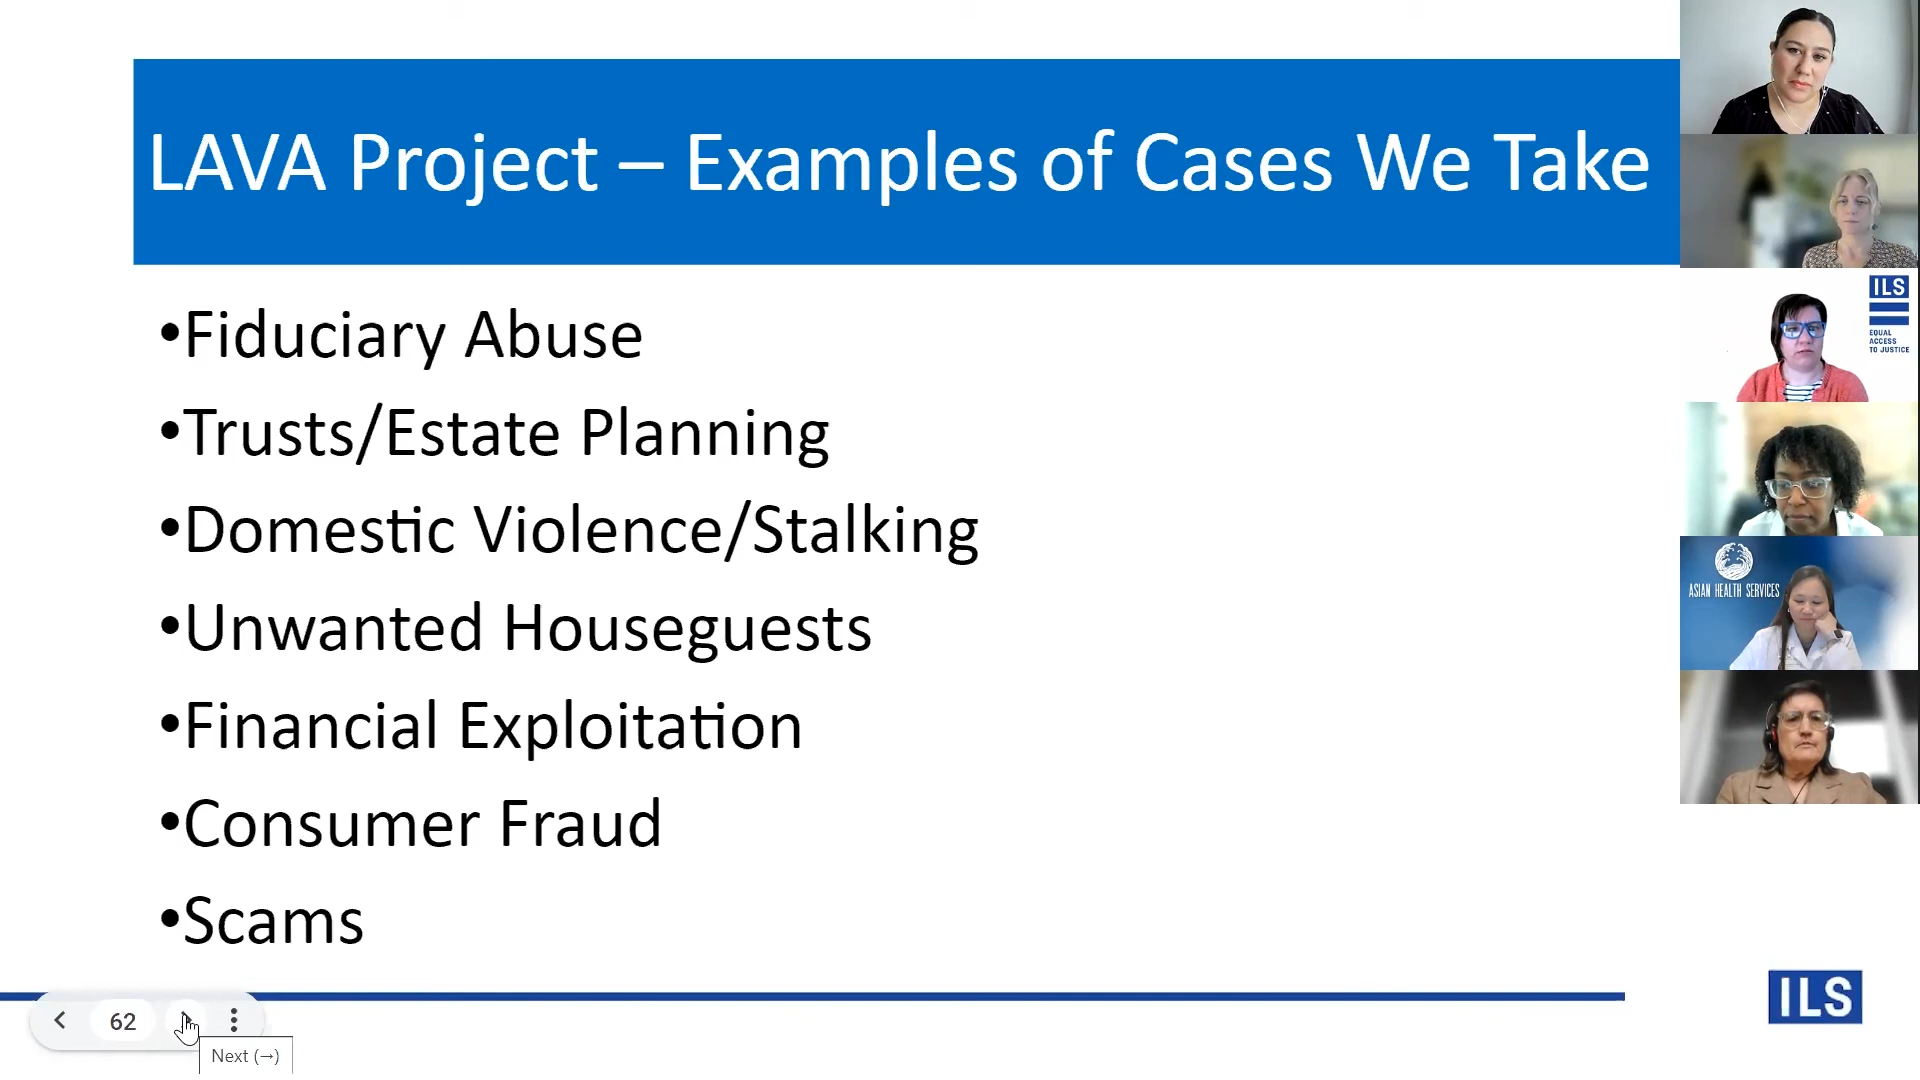 LAVA Project – Examples of Cases We Take
•Fiduciary Abuse
•Trusts/Estate Planning
•Domestic Violence/Stalking
•Unwanted Houseguests
•Financial Exploitation
•Consumer Fraud
•Scams
ILS
EQUAL
ACCESS
TO JUSTICE
ASIAN HEALTH SERVICES
62
Next (→)
ILS